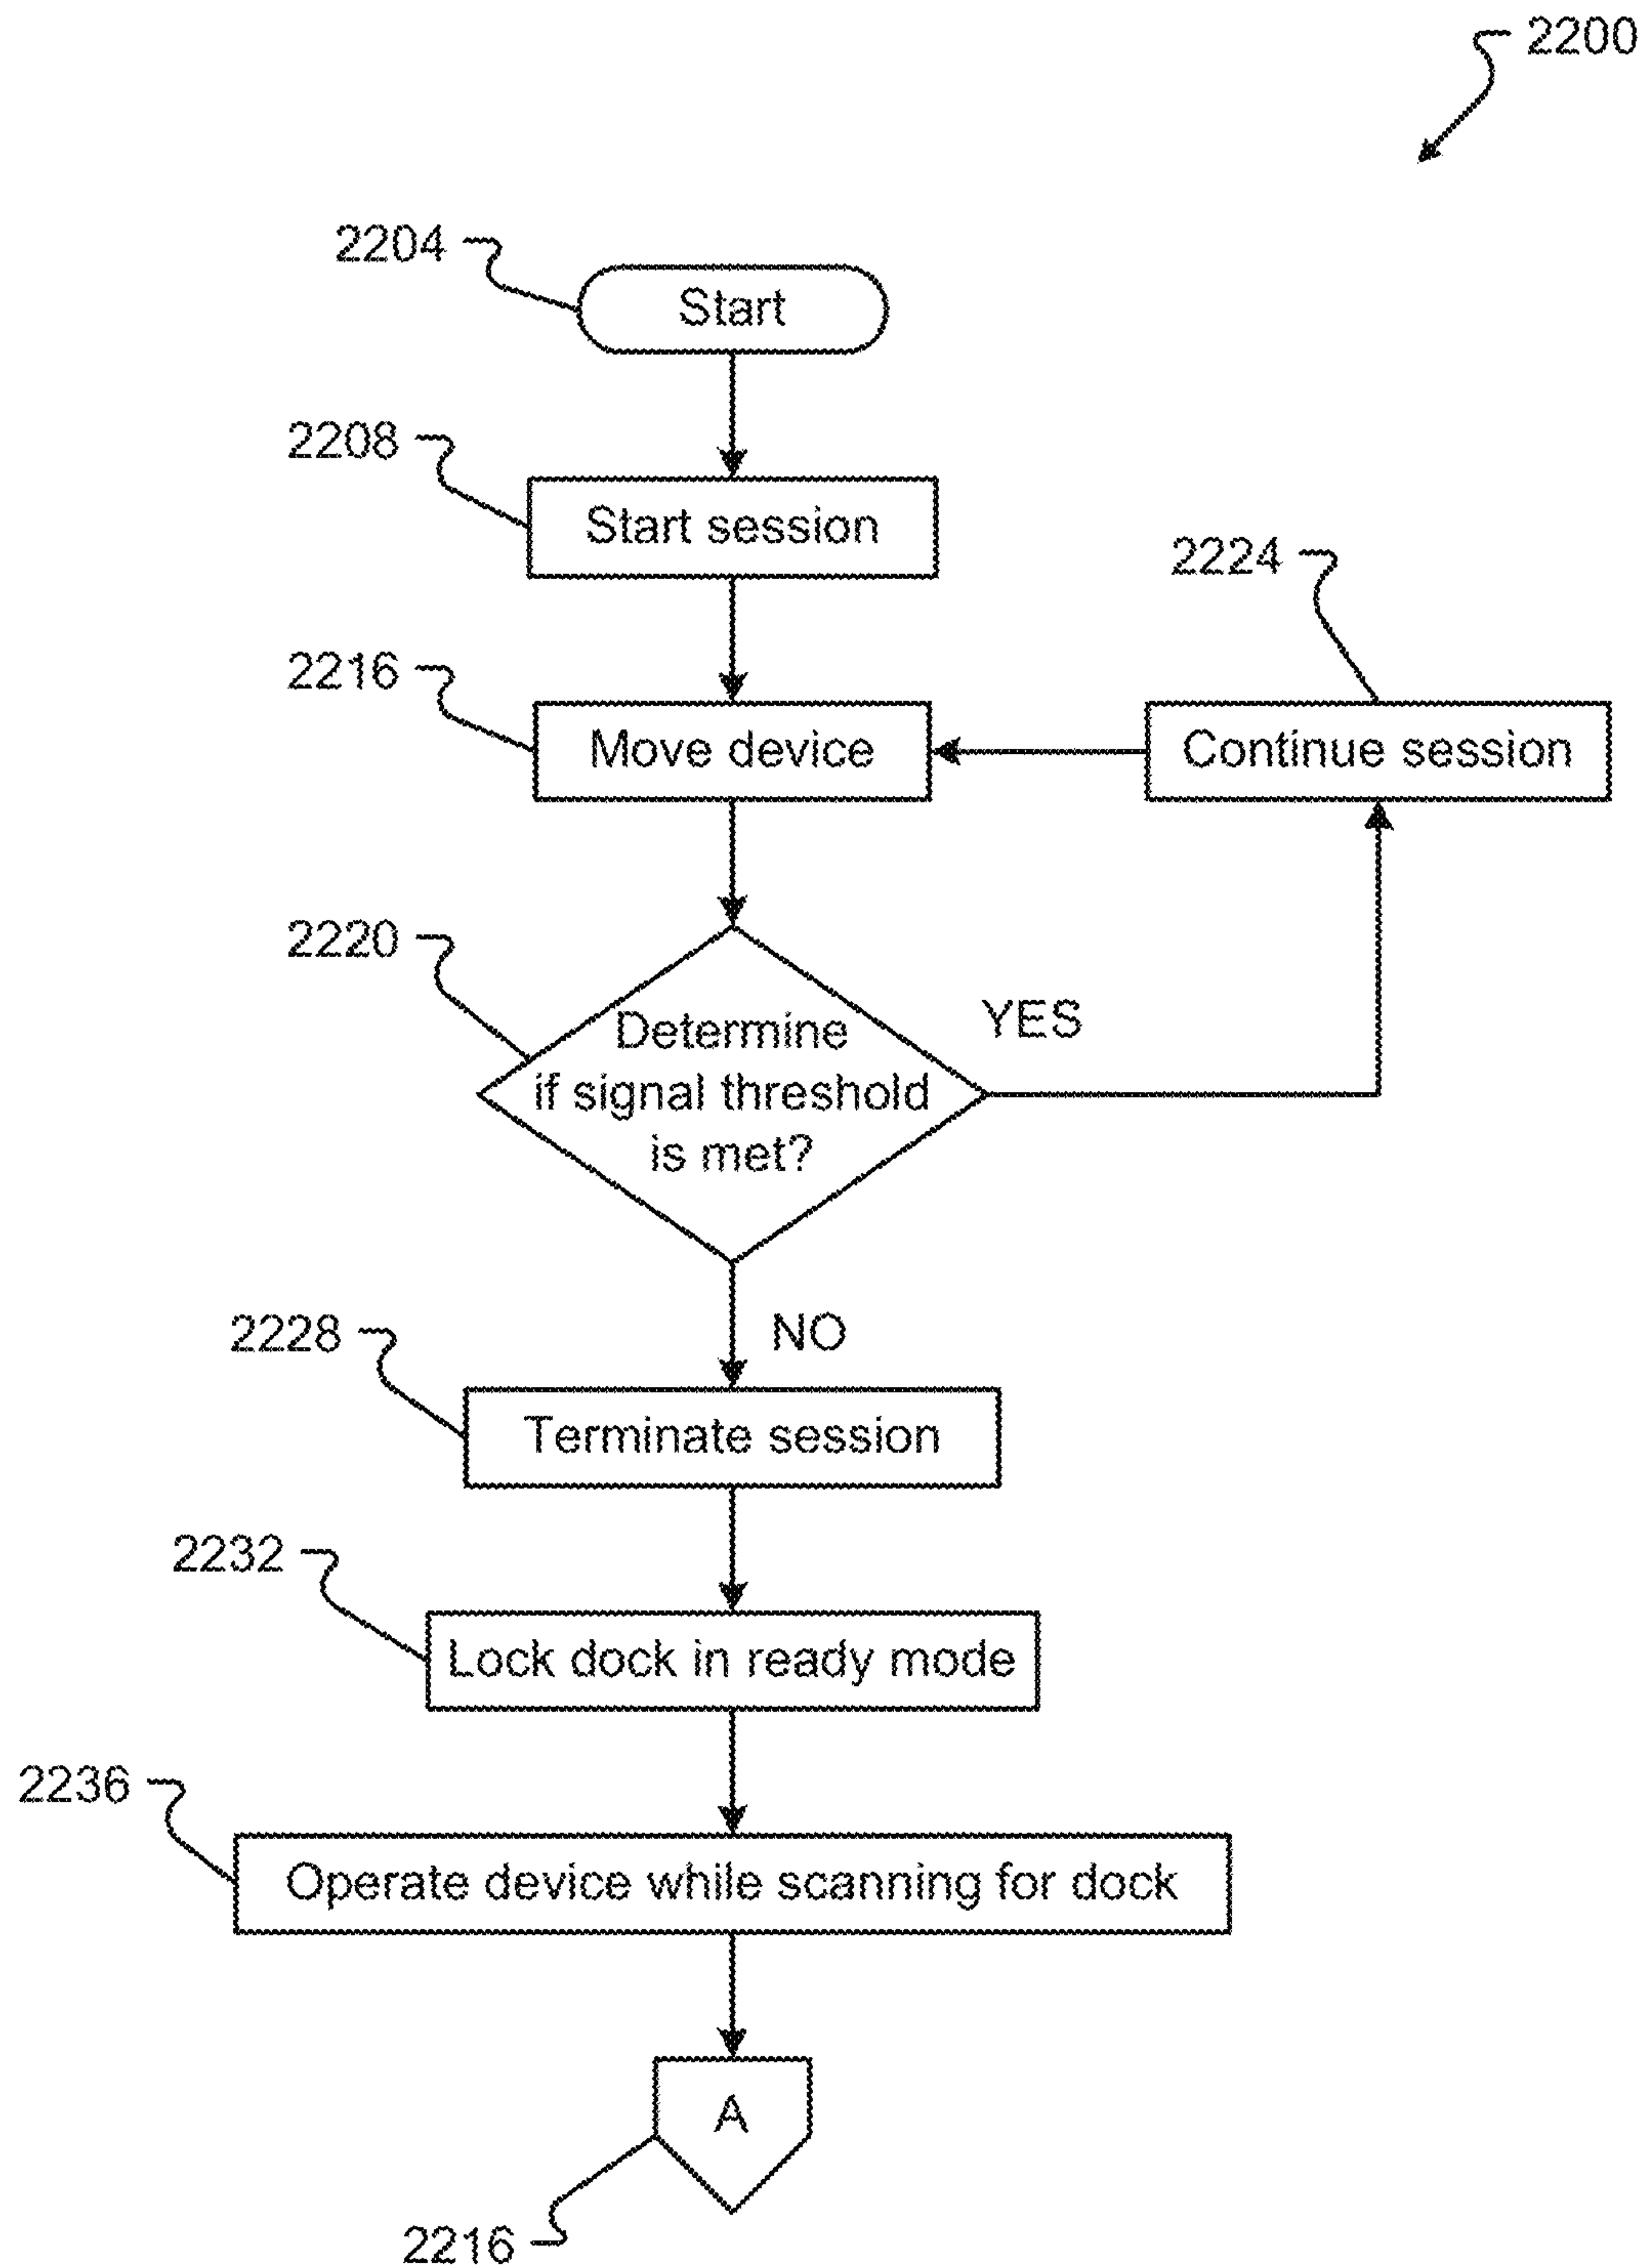 2200
2204
Start
2208
Start session
2224
2216
Move device
Continue session
2220
YES
Determine
if signal threshold
is met?
NO
2228
Terminate session
2232
Lock dock in ready mode
2236
Operate device while scanning for dock
A
2216